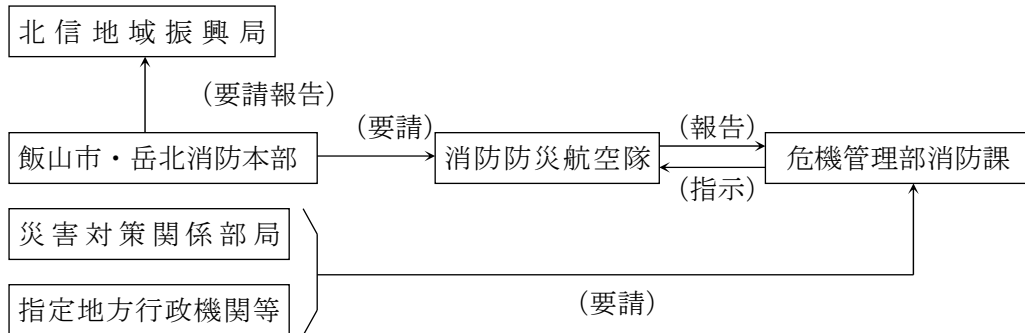 北信地域振興局
（要請報告）
（要請）
（報告）
飯山市・岳北消防本部
消防防災航空隊
危機管理部消防課
（指示）
災害対策関係部局
指定地方行政機関等
（要請）